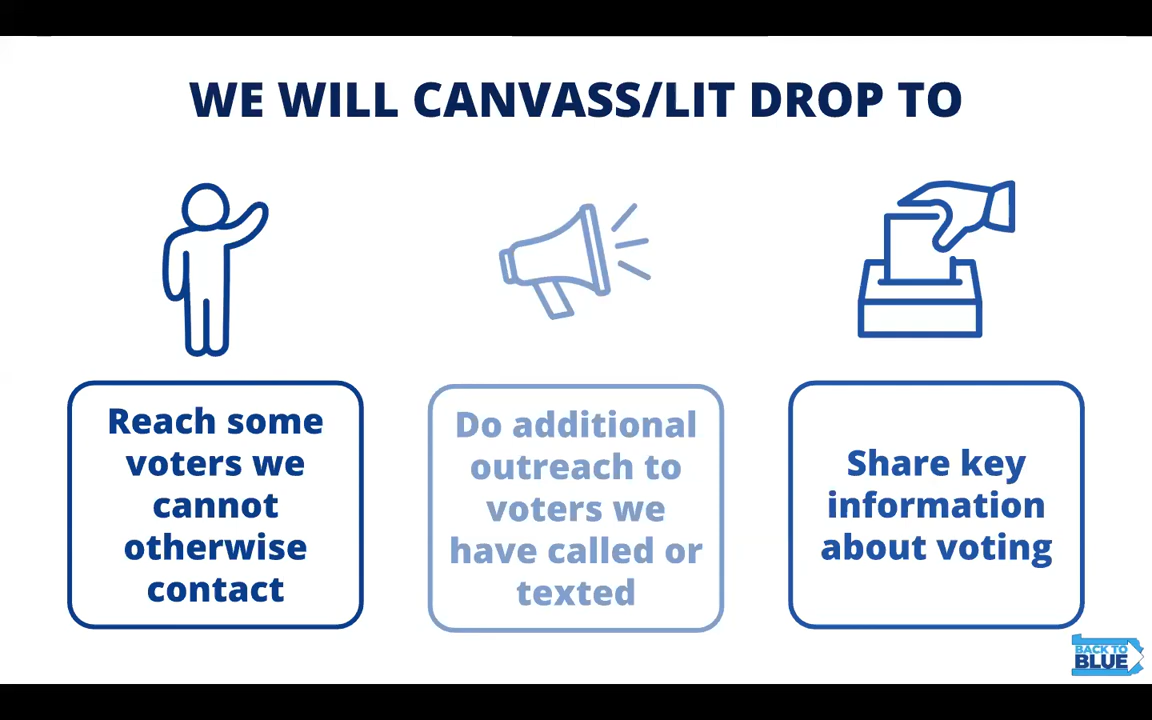 WE WILL CANVASS/LIT DROP TO
Reach some
voters we
cannot
otherwise
contact
Do additional
outreach to
voters we
have called or
texted
Share key
information
about voting
BACK TO
BLUE